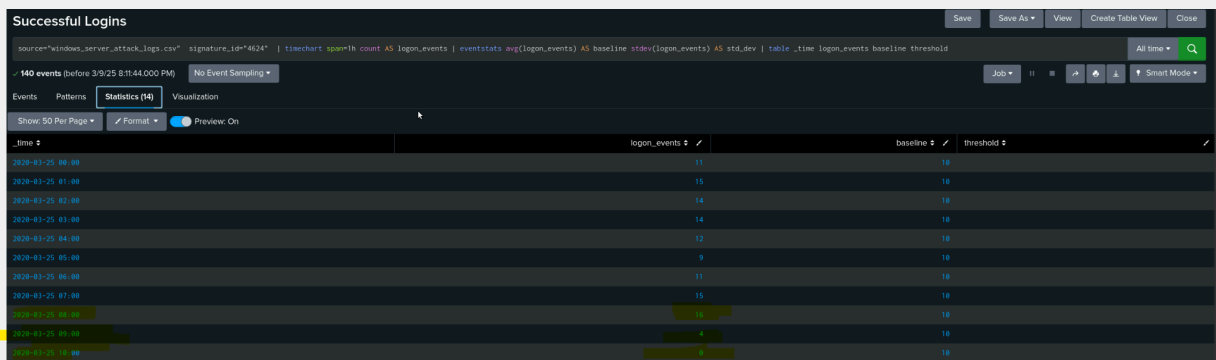 Successful Logins
Save Save As View Create Table View Close
source="windows_server_attack_logs.csv" signature_id="4624" | timechart span=1h count AS logon_events | eventstats avg(logon_events) AS baseline stdev(logon_events) AS std_dev | table _time logon_events baseline threshold
All time
140 events (before 3/9/25 8:11:44.000 PM) No Event Sampling
Job Smart Mode
Events Patterns Statistics (14) Visualization
Show: 50 Per Page Format Preview: On
_time logon_events baseline threshold
2020-03-25 00:00 11 10
2020-03-25 01:00 15 10
2020-03-25 02:00 14 10
2020-03-25 03:00 14 10
2020-03-25 04:00 12 10
2020-03-25 05:00 9 10
2020-03-25 06:00 11 10
2020-03-25 07:00 15 10
2020-03-25 08:00 16 10
2020-03-25 09:00 4 10
2020-03-25 10:00 0 10